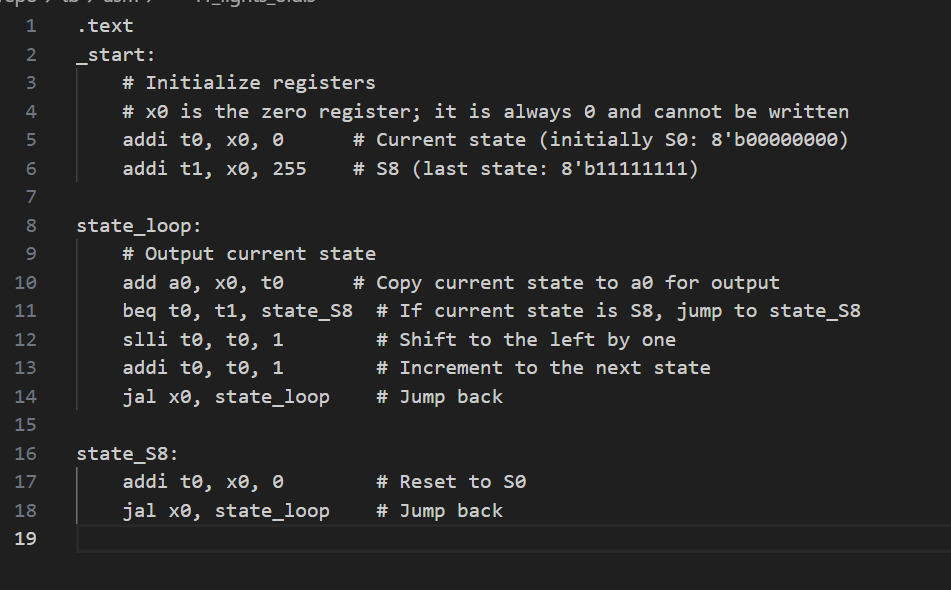 1 .text
2 _start:
3 # Initialize registers
4 # x0 is the zero register; it is always 0 and cannot be written
5 addi t0, x0, 0 # Current state (initially S0: 8'b00000000)
6 addi t1, x0, 255 # S8 (last state: 8'b11111111)
7
8 state_loop:
9 # Output current state
10 add a0, x0, t0 # Copy current state to a0 for output
11 beq t0, t1, state_S8 # If current state is S8, jump to state_S8
12 slli t0, t0, 1 # Shift to the left by one
13 addi t0, t0, 1 # Increment to the next state
14 jal x0, state_loop # Jump back
15
16 state_S8:
17 addi t0, x0, 0 # Reset to S0
18 jal x0, state_loop # Jump back
19